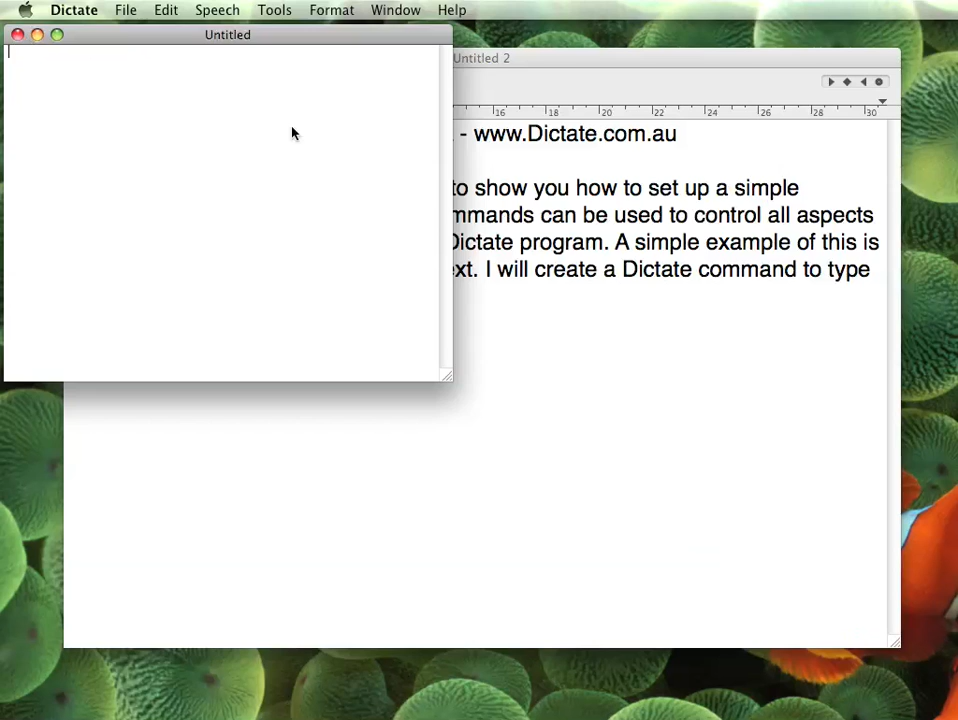 Dictate File Edit Speech Tools Format Window Help
Untitled
Untitled 2
16 18 20 22 24 26 28 30
- www.Dictate.com.au
to show you how to set up a simple
mmands can be used to control all aspects
Dictate program. A simple example of this is
ext. I will create a Dictate command to type